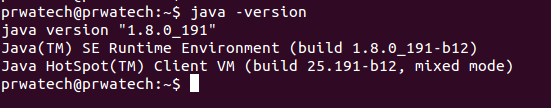 prwatech@prwatech:~$ java -version
java version "1.8.0_191"
Java(TM) SE Runtime Environment (build 1.8.0_191-b12)
Java HotSpot(TM) Client VM (build 25.191-b12, mixed mode)
prwatech@prwatech:~$